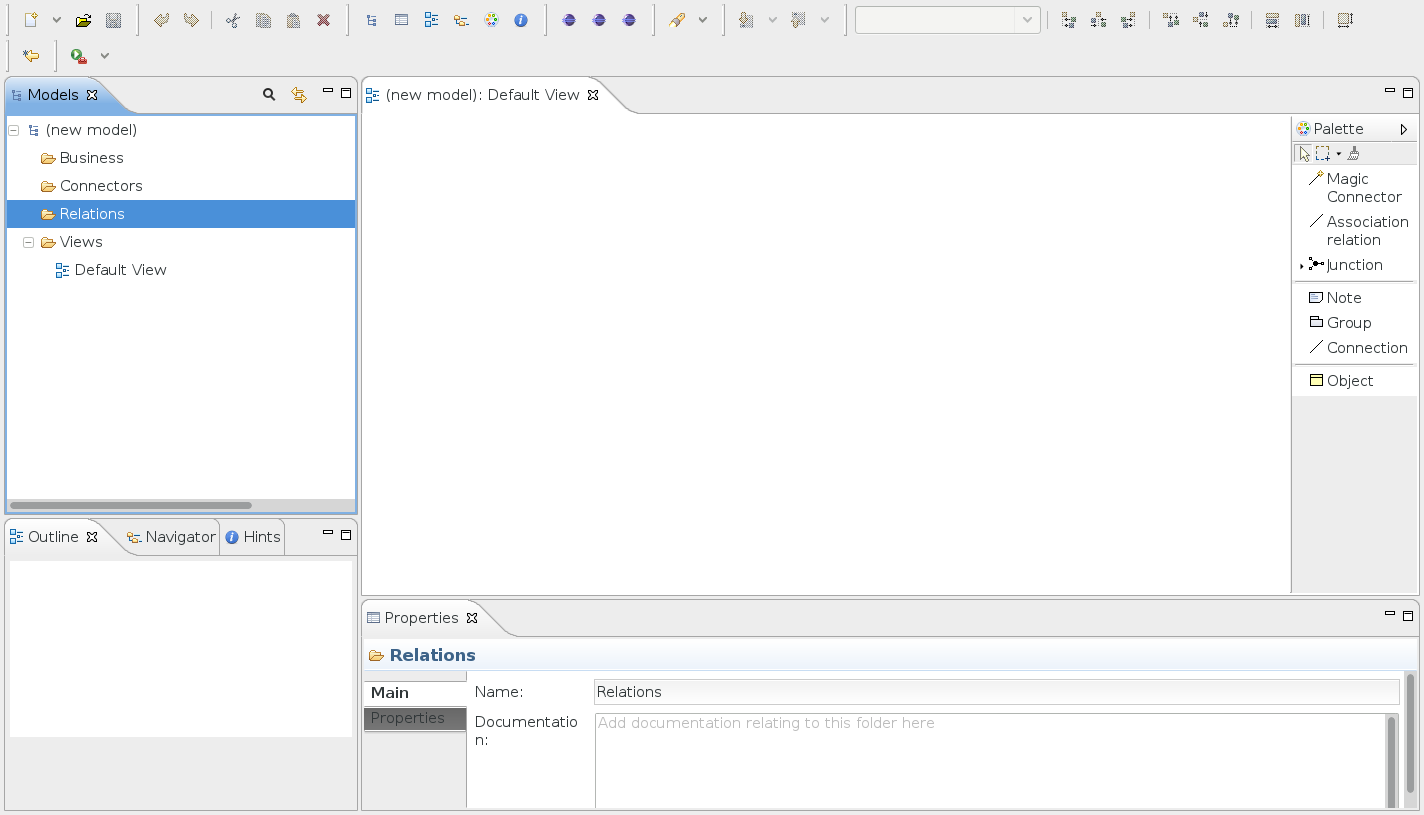 Models
(new model): Default View
(new model)
Business
Connectors
Relations
Views
Default View
Palette
Magic
Connector
Association
relation
Junction
Note
Group
Connection
Object
Outline
Navigator
Hints
Properties
Relations
Main
Properties
Name:
Relations
Documentatio
n:
Add documentation relating to this folder here